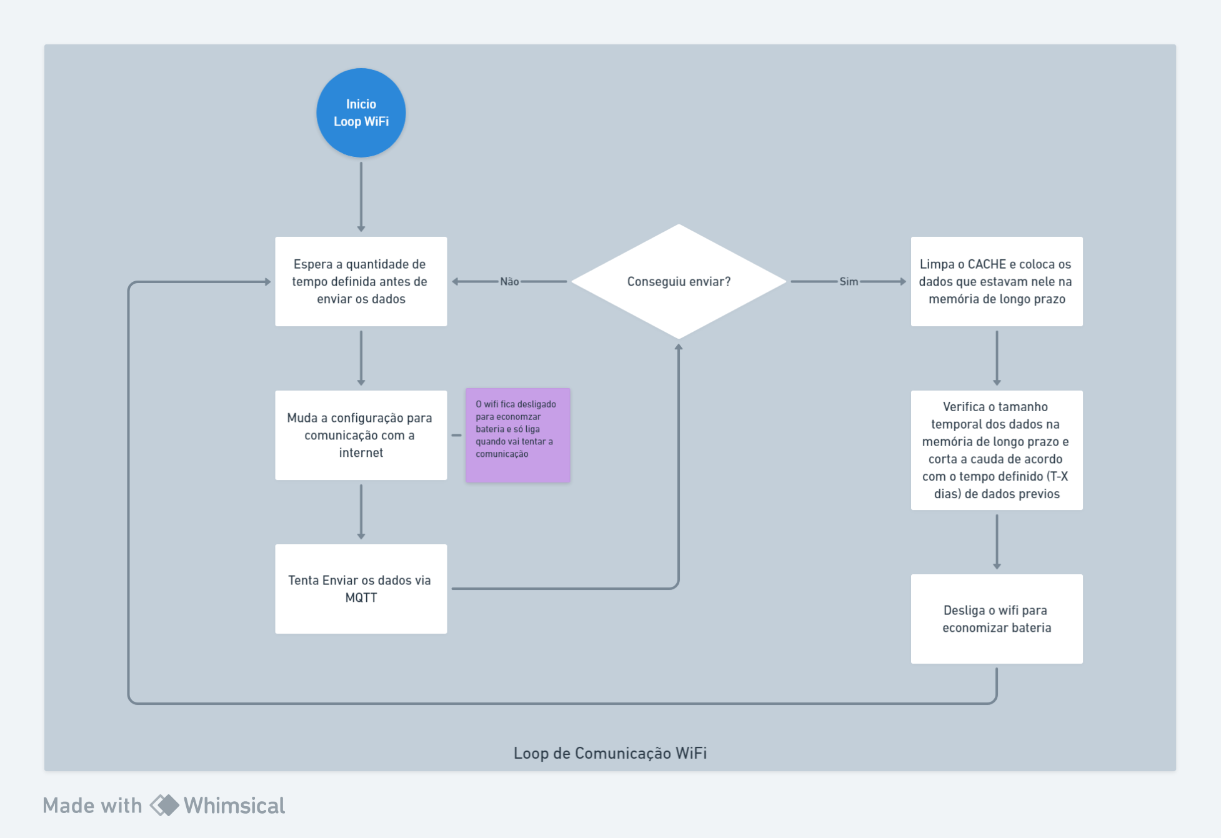 Inicio
Loop WiFi
Espera a quantidade de
tempo definida antes de
enviar os dados
Não
Conseguiu enviar?
Sim
Limpa o CACHE e coloca os
dados que estavam nele na
memória de longo prazo
Muda a configuração para
comunicação com a
internet
O wifi fica desligado
para economzar
bateria e só liga
quando vai tentar a
comunicação
Verifica o tamanho
temporal dos dados na
memória de longo prazo e
corta a cauda de acordo
com o tempo definido (T-X
dias) de dados previos
Tenta Enviar os dados via
MQTT
Desliga o wifi para
economizar bateria
Loop de Comunicação WiFi
Made with Whimsical